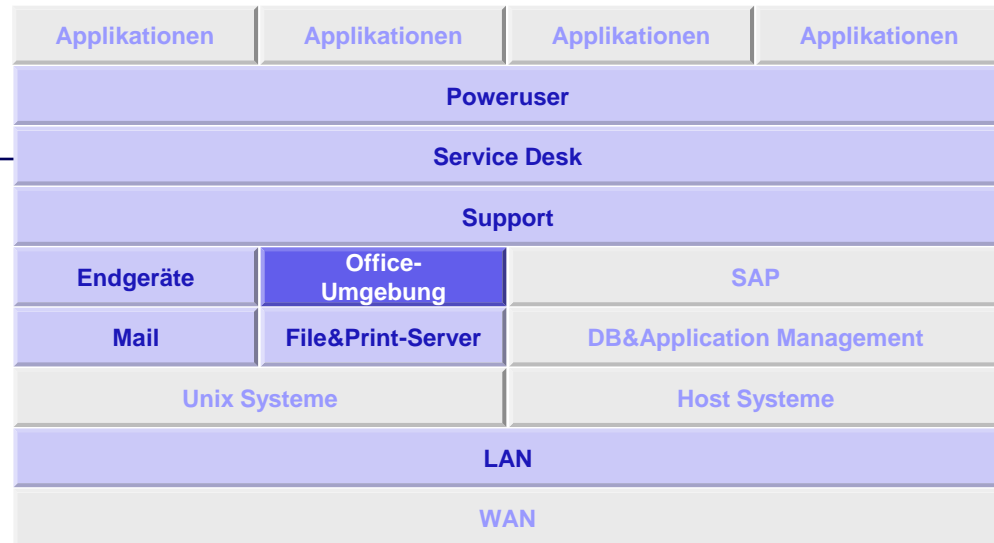 Applikationen Applikationen Applikationen Applikationen
Poweruser
Service Desk
Support
Endgeräte
Office-
Umgebung
SAP
Mail File&Print-Server DB&Application Management
Unix Systeme Host Systeme
LAN
WAN